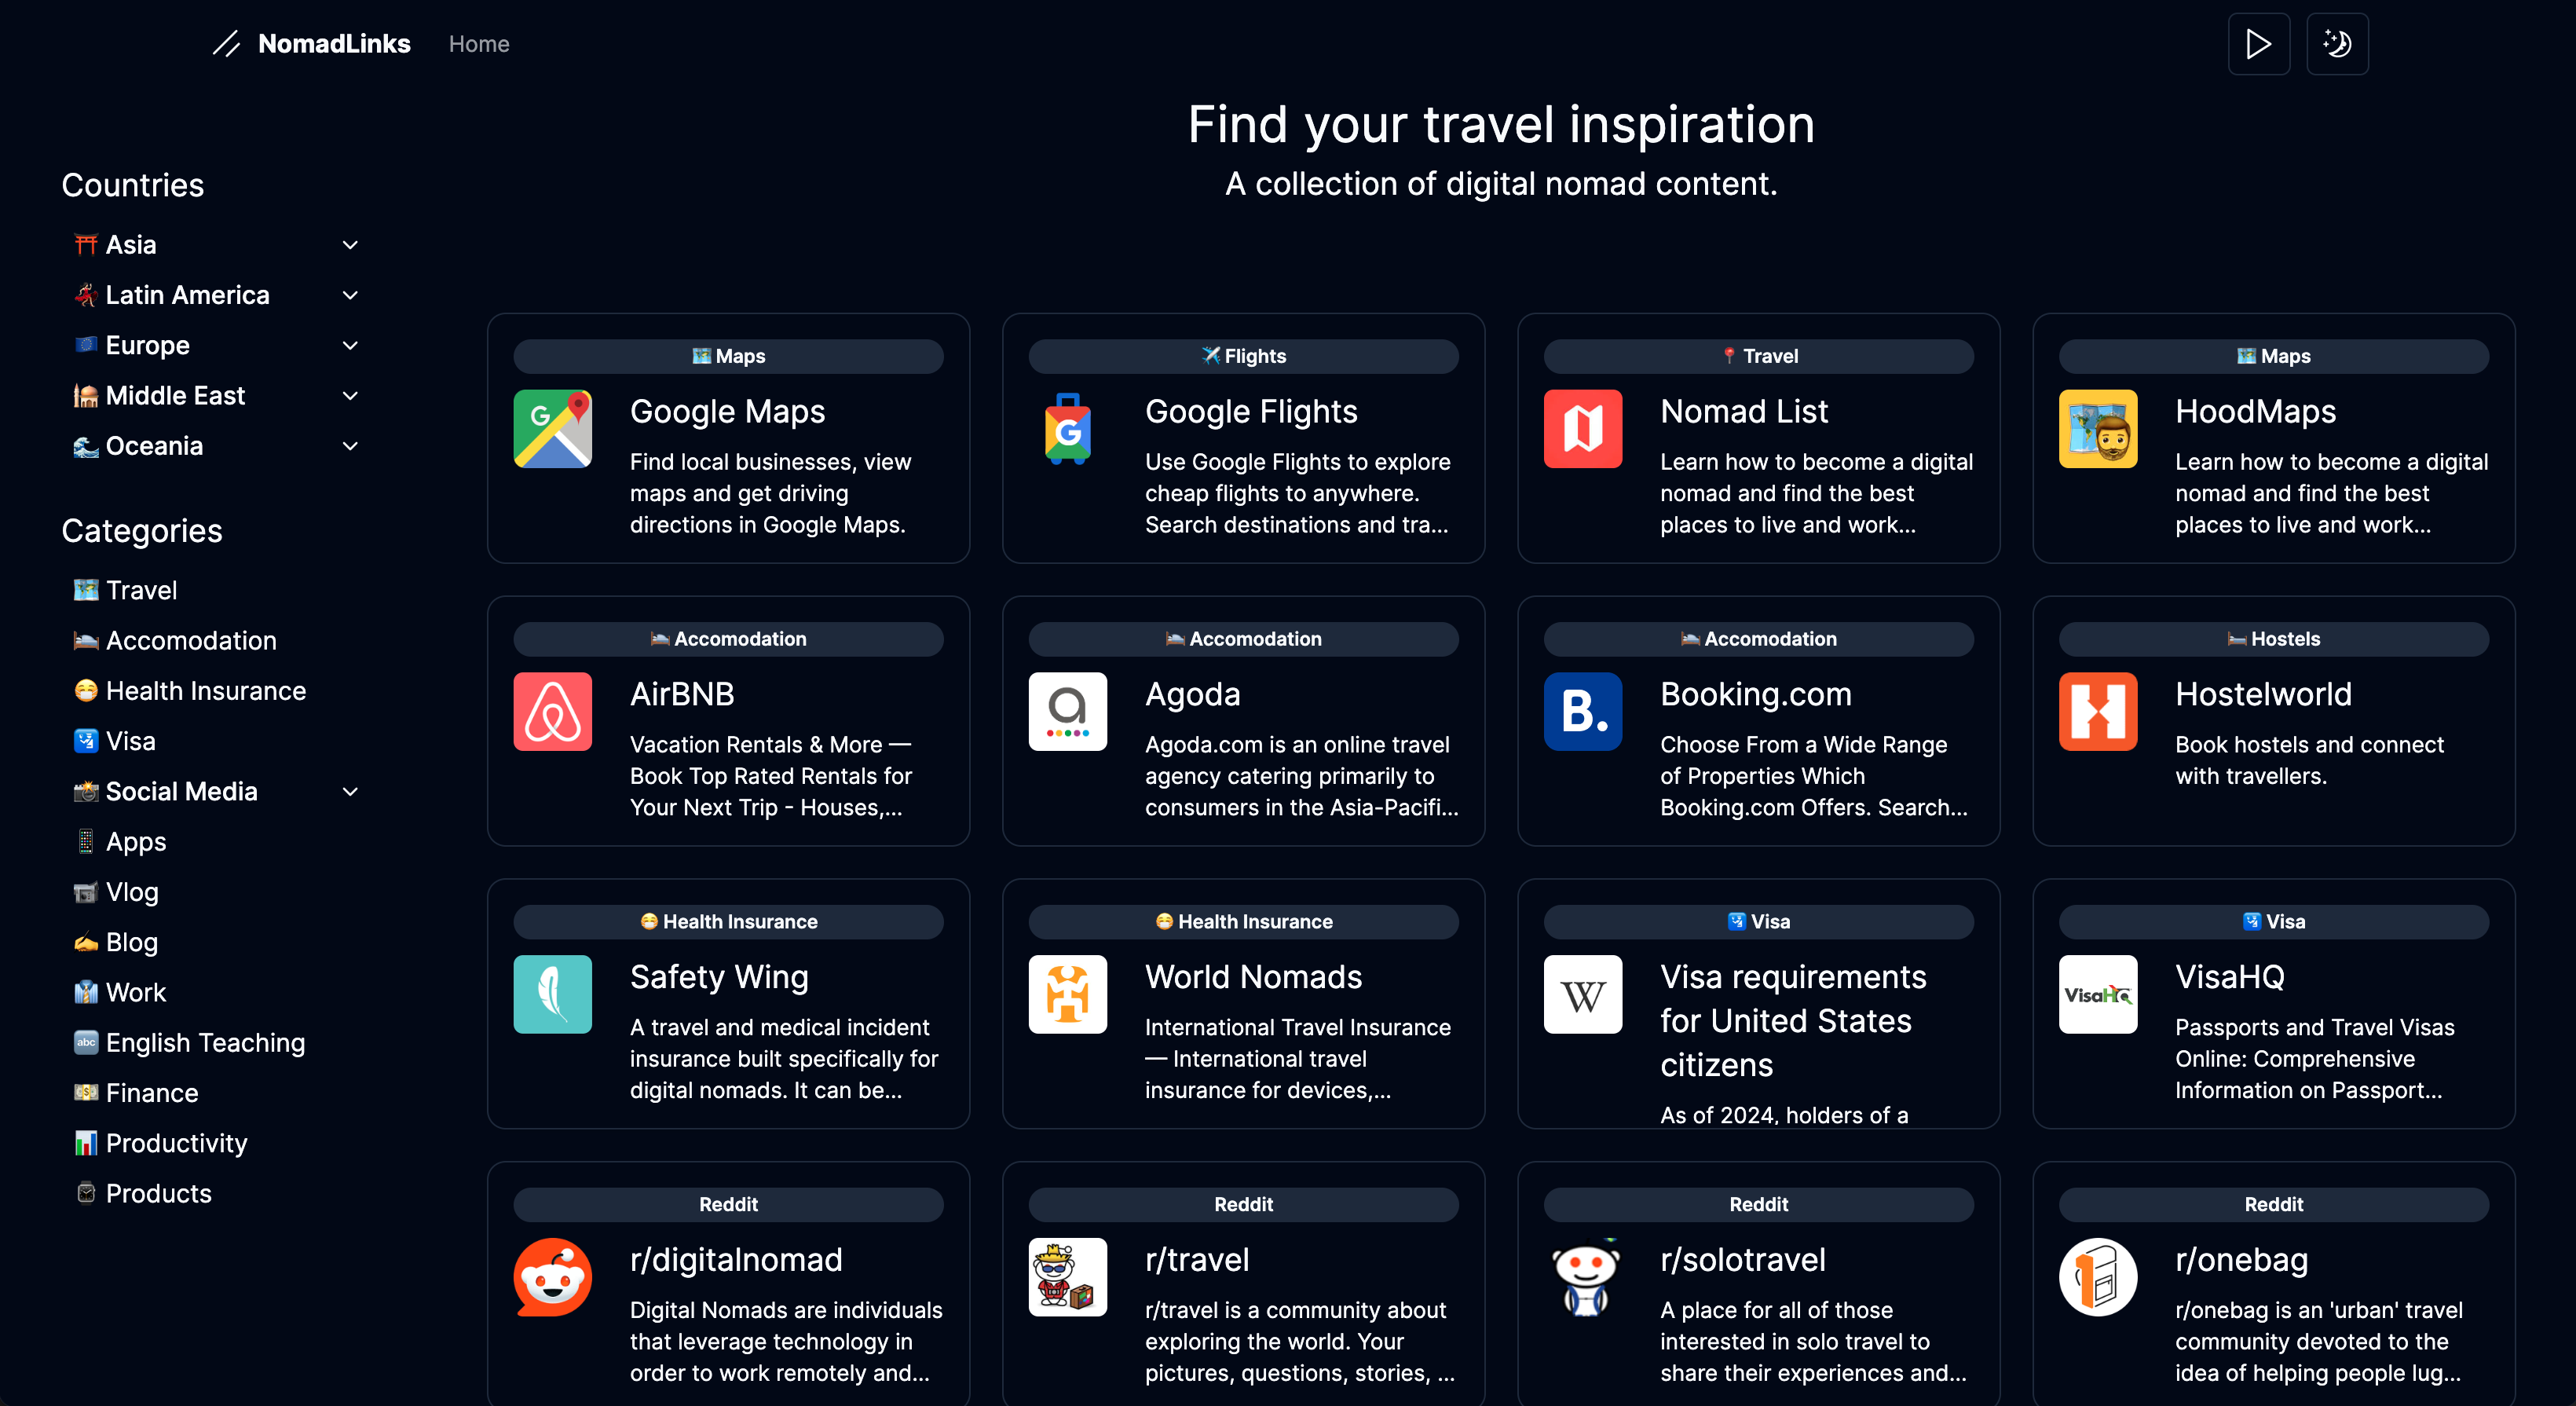 NomadLinks Home
Find your travel inspiration
A collection of digital nomad content.
Countries
Asia
Latin America
Europe
Middle East
Oceania
Categories
Travel
Accomodation
Health Insurance
Visa
Social Media
Apps
Vlog
Blog
Work
English Teaching
Finance
Productivity
Products
Maps
G
Google Maps
Find local businesses, view
maps and get driving
directions in Google Maps.
Flights
G
Google Flights
Use Google Flights to explore
cheap flights to anywhere.
Search destinations and tra...
Travel
Nomad List
Learn how to become a digital
nomad and find the best
places to live and work...
Maps
HoodMaps
Learn how to become a digital
nomad and find the best
places to live and work...
Accomodation
AirBNB
Vacation Rentals & More —
Book Top Rated Rentals for
Your Next Trip - Houses,...
Accomodation
a
Agoda
Agoda.com is an online travel
agency catering primarily to
consumers in the Asia-Pacifi...
Accomodation
B.
Booking.com
Choose From a Wide Range
of Properties Which
Booking.com Offers. Search...
Hostels
H
Hostelworld
Book hostels and connect
with travellers.
Health Insurance
Safety Wing
A travel and medical incident
insurance built specifically for
digital nomads. It can be...
Health Insurance
World Nomads
International Travel Insurance
— International travel
insurance for devices,...
Visa
W
Visa requirements
for United States
citizens
As of 2024, holders of a
Visa
VisaHQ
VisaHQ
Passports and Travel Visas
Online: Comprehensive
Information on Passport...
Reddit
r/digitalnomad
Digital Nomads are individuals
that leverage technology in
order to work remotely and...
Reddit
r/travel
r/travel is a community about
exploring the world. Your
pictures, questions, stories, ...
Reddit
r/solotravel
A place for all of those
interested in solo travel to
share their experiences and...
Reddit
1
r/onebag
r/onebag is an 'urban' travel
community devoted to the
idea of helping people lug...